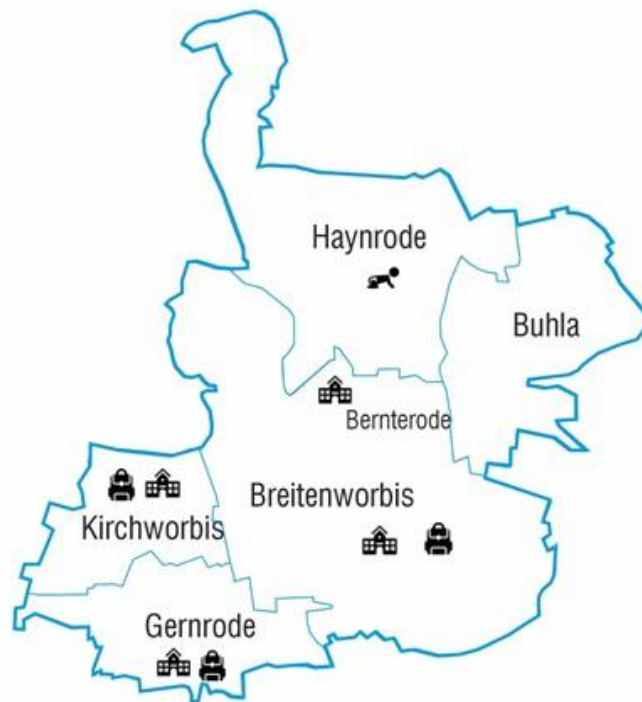 Haynrode
Buhla
Bernterode
Breitenworbis
Kirchworbis
Gernrode